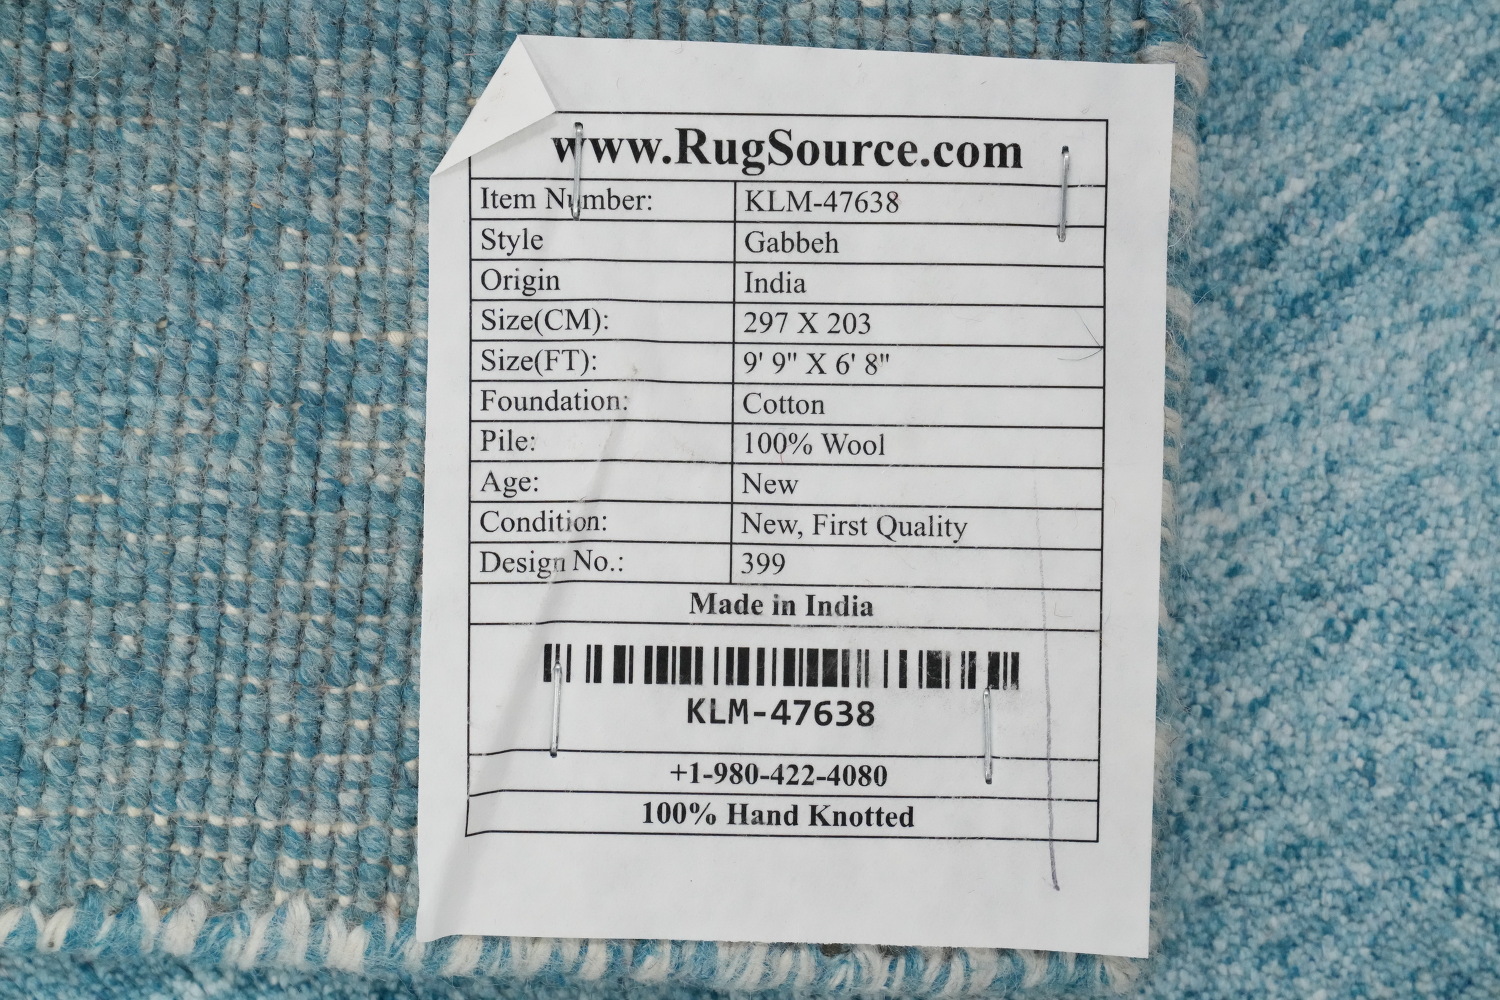 www.RugSource.com
Item Number: KLM-47638
Style Gabbeh
Origin India
Size(CM): 297 X 203
Size(FT): 9' 9" X 6' 8"
Foundation: Cotton
Pile: 100% Wool
Age: New
Condition: New, First Quality
Design No.: 399
Made in India
KLM-47638
+1-980-422-4080
100% Hand Knotted